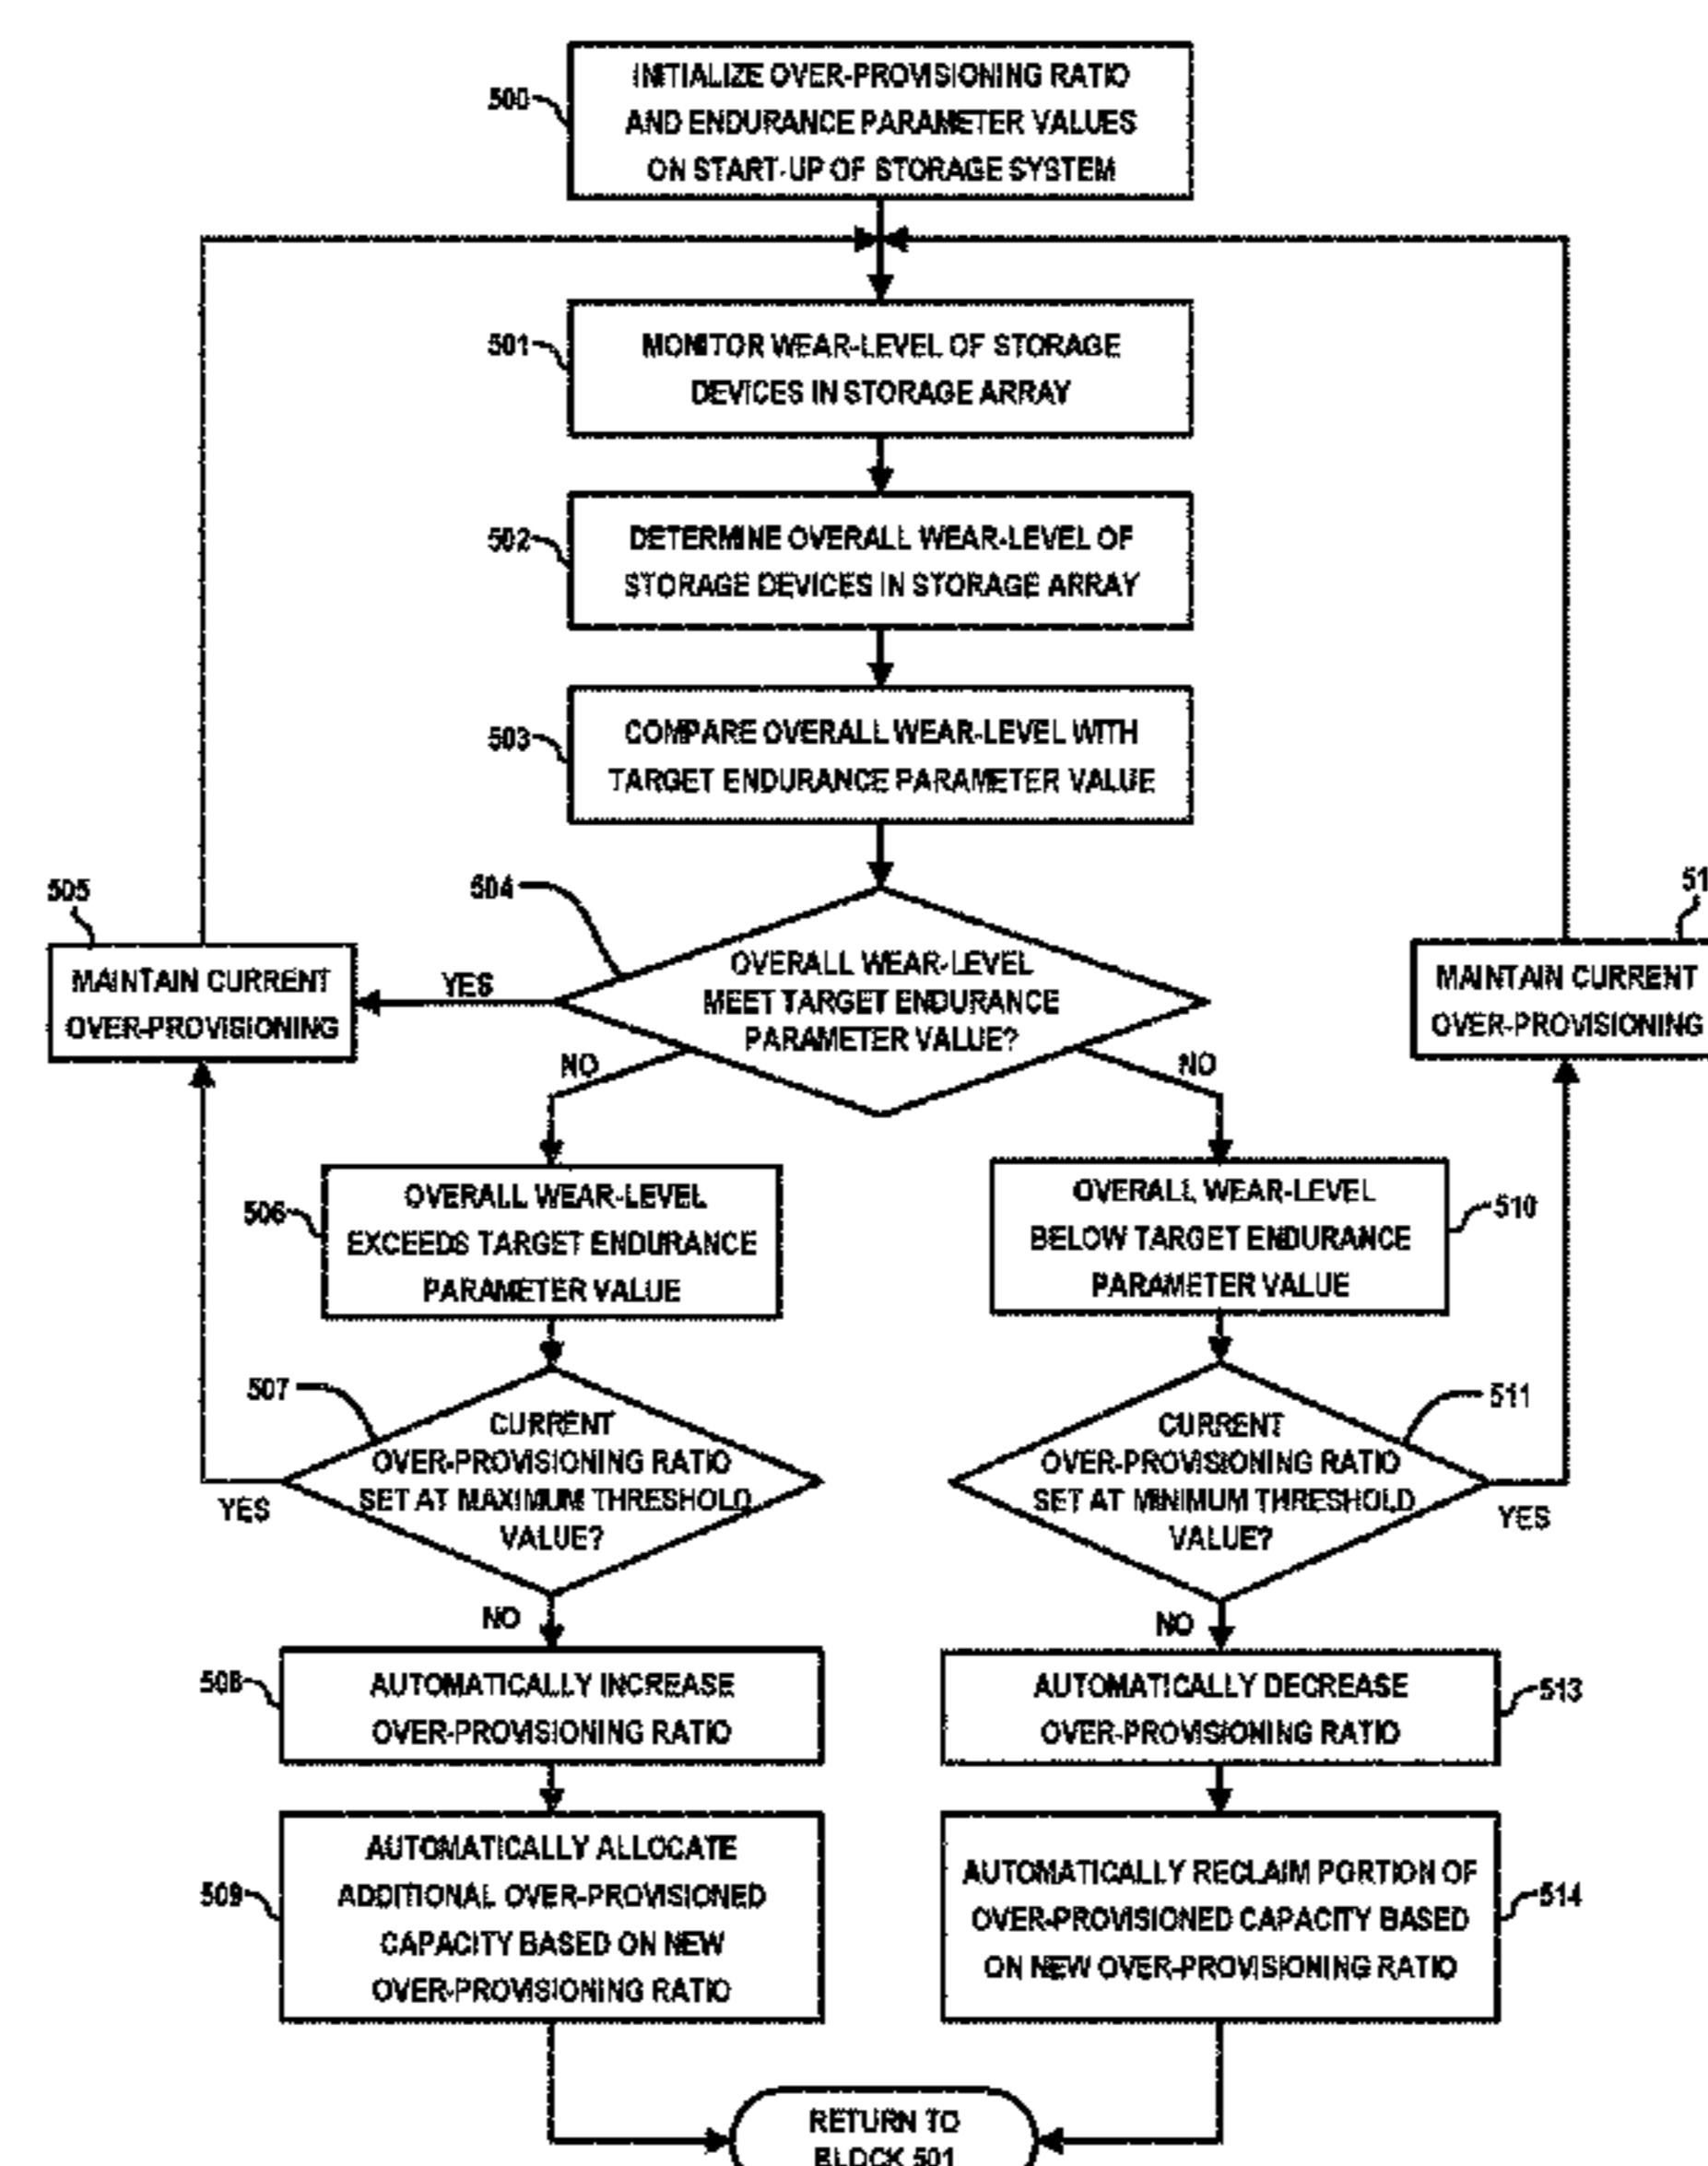 INITIALIZE OVER-PROVISIONING RATIO
AND ENDURANCE PARAMETER VALUES
ON START-UP OF STORAGE SYSTEM
500
MONITOR WEAR-LEVEL OF STORAGE
DEVICES IN STORAGE ARRAY
501
DETERMINE OVERALL WEAR-LEVEL OF
STORAGE DEVICES IN STORAGE ARRAY
502
COMPARE OVERALL WEAR-LEVEL WITH
TARGET ENDURANCE PARAMETER VALUE
503
504
OVERALL WEAR-LEVEL
MEET TARGET ENDURANCE
PARAMETER VALUE?
505
MAINTAIN CURRENT
OVER-PROVISIONING
YES
51
MAINTAIN CURRENT
OVER-PROVISIONING
NO
NO
506
OVERALL WEAR-LEVEL
EXCEEDS TARGET ENDURANCE
PARAMETER VALUE
OVERALL WEAR-LEVEL
BELOW TARGET ENDURANCE
PARAMETER VALUE
510
507
CURRENT
OVER-PROVISIONING RATIO
SET AT MAXIMUM THRESHOLD
VALUE?
YES
511
CURRENT
OVER-PROVISIONING RATIO
SET AT MINIMUM THRESHOLD
VALUE?
YES
NO
NO
508
AUTOMATICALLY INCREASE
OVER-PROVISIONING RATIO
AUTOMATICALLY DECREASE
OVER-PROVISIONING RATIO
513
509
AUTOMATICALLY ALLOCATE
ADDITIONAL OVER-PROVISIONED
CAPACITY BASED ON NEW
OVER-PROVISIONING RATIO
AUTOMATICALLY RECLAIM PORTION OF
OVER-PROVISIONED CAPACITY BASED
ON NEW OVER-PROVISIONING RATIO
514
RETURN TO
BLOCK 501